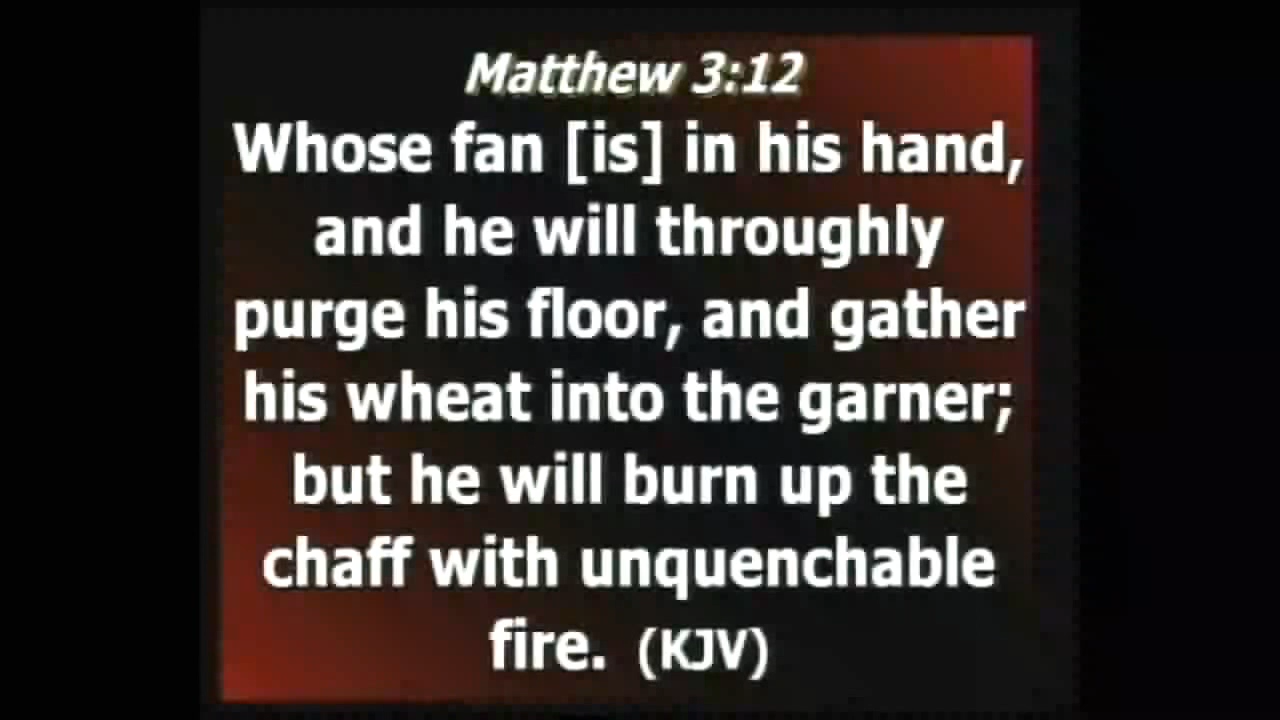 Matthew 3:12
Whose fan [is] in his hand,
and he will throughly
purge his floor, and gather
his wheat into the garner;
but he will burn up the
chaff with unquenchable
fire. (KJV)